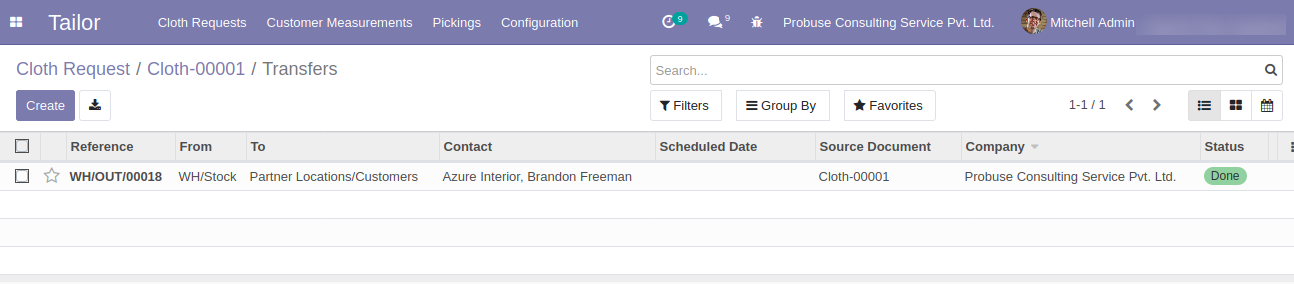 Tailor Cloth Requests Customer Measurements Pickings Configuration 9 9 Probuse Consulting Service Pvt. Ltd. Mitchell Admin
Cloth Request / Cloth-00001 / Transfers
Search...
Create Filters Group By Favorites 1-1 / 1
Reference From To Contact Scheduled Date Source Document Company Status
WH/OUT/00018 WH/Stock Partner Locations/Customers Azure Interior, Brandon Freeman Cloth-00001 Probuse Consulting Service Pvt. Ltd. Done